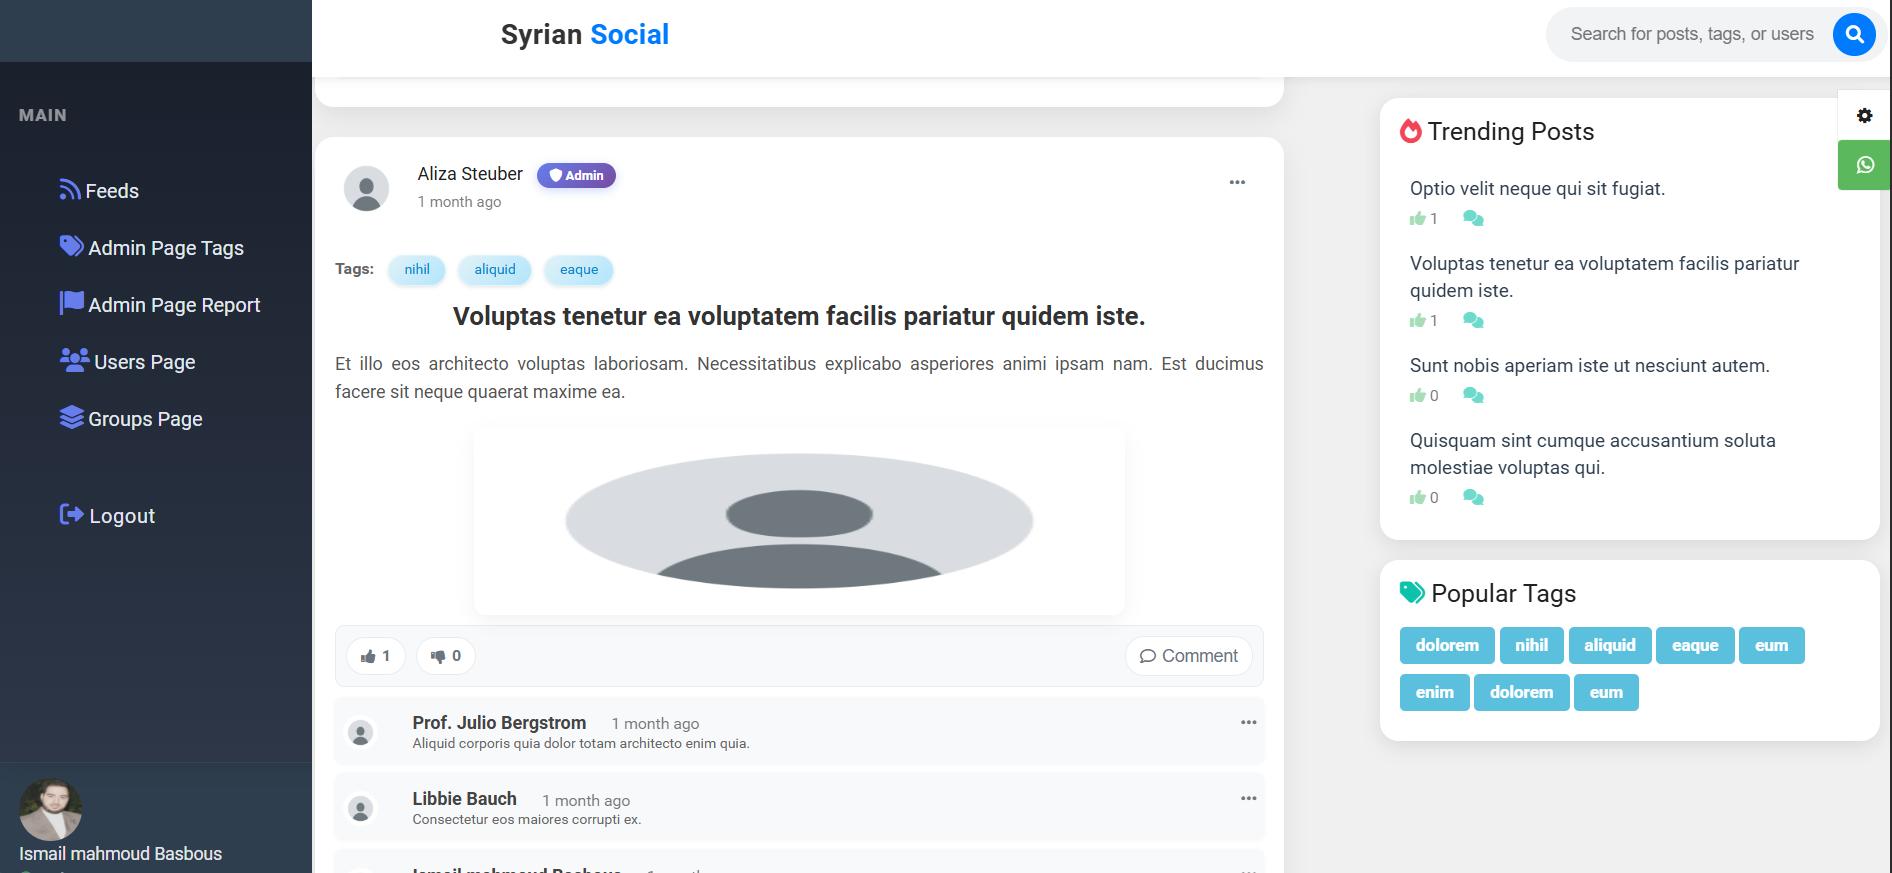 Syrian Social
Search for posts, tags, or users
MAIN
Feeds
Admin Page Tags
Admin Page Report
Users Page
Groups Page
Logout
Ismail mahmoud Basbous
Aliza Steuber
Admin
1 month ago
Tags: nihil aliquid eaque
Voluptas tenetur ea voluptatem facilis pariatur quidem iste.
Et illo eos architecto voluptas laboriosam. Necessitatibus explicabo asperiores animi ipsam nam. Est ducimus
facere sit neque quaerat maxime ea.
1
0
Comment
Prof. Julio Bergstrom 1 month ago
Aliquid corporis quia dolor totam architecto enim quia.
Libbie Bauch 1 month ago
Consectetur eos maiores corrupti ex.
Ismail mahmoud Basbous 1 month
Trending Posts
Optio velit neque qui sit fugiat.
1
Voluptas tenetur ea voluptatem facilis pariatur
quidem iste.
1
Sunt nobis aperiam iste ut nesciunt autem.
0
Quisquam sint cumque accusantium soluta
molestiae voluptas qui.
0
Popular Tags
dolorem nihil aliquid eaque eum
enim dolorem eum